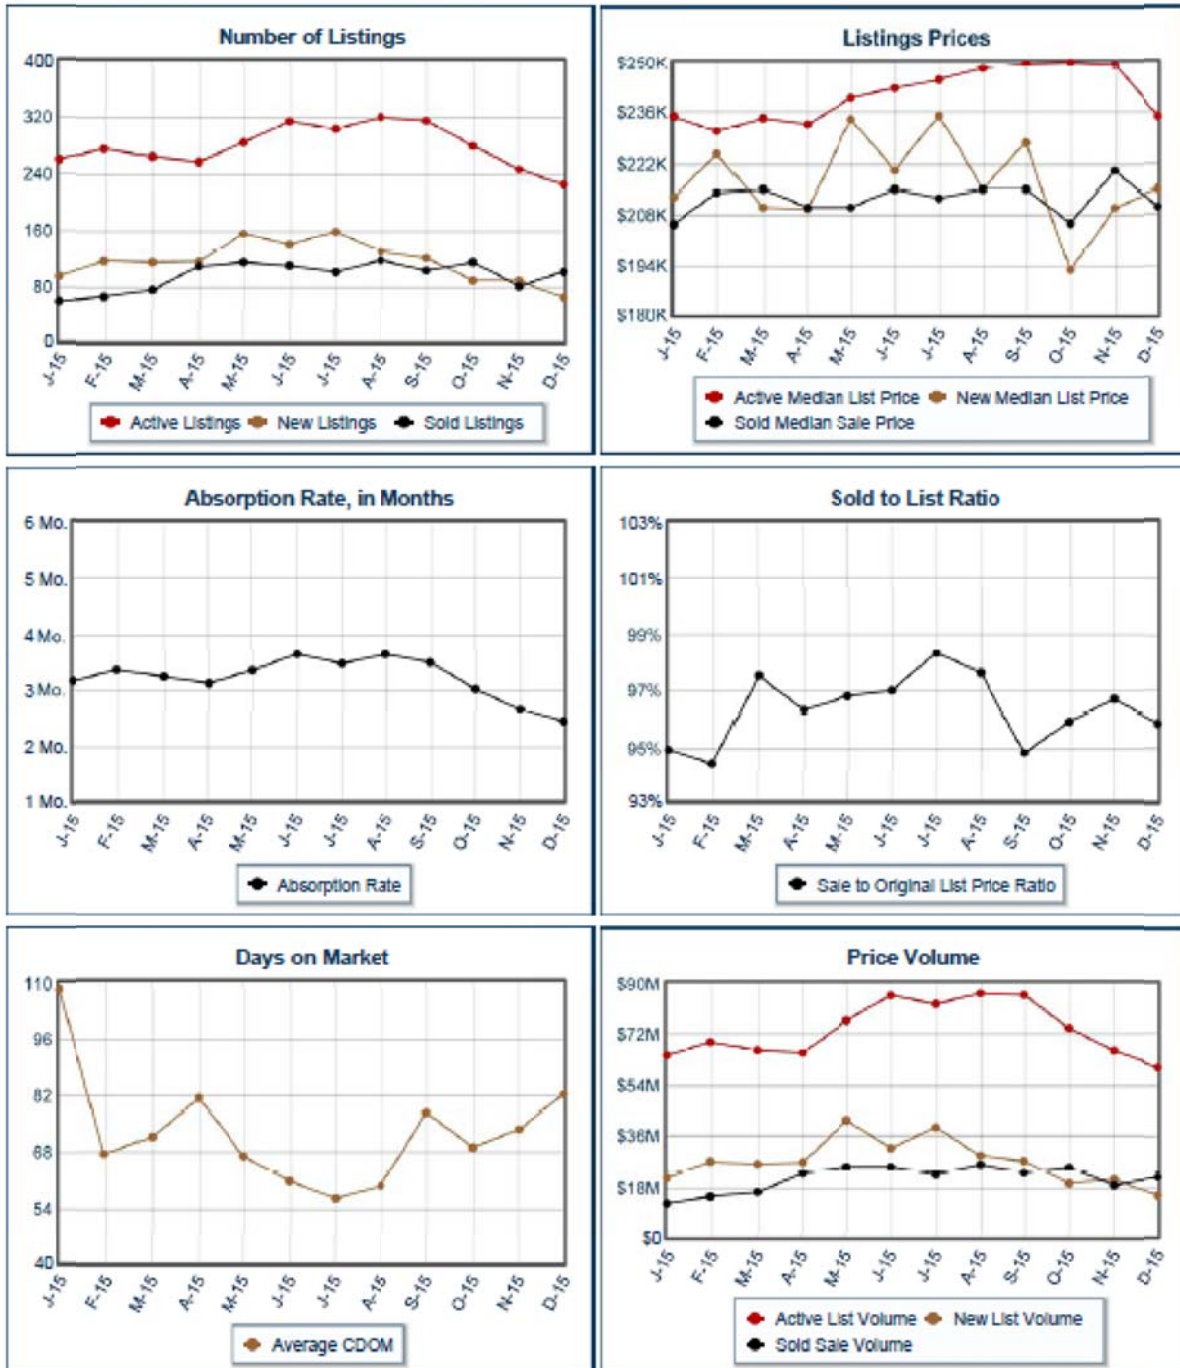 Number of Listings
400
320
240
160
80
0
J-15 F-15 M-15 A-15 M-15 J-15 J-15 A-15 S-15 O-15 N-15 D-15
Active Listings New Listings Sold Listings
Listings Prices
$250K
$236K
$222K
$208K
$194K
$180K
J-15 F-15 M-15 A-15 M-15 J-15 J-15 A-15 S-15 O-15 N-15 D-15
Active Median List Price New Median List Price
Sold Median Sale Price
Absorption Rate, in Months
6 Mo.
5 Mo.
4 Mo.
3 Mo.
2 Mo.
1 Mo.
J-15 F-15 M-15 A-15 M-15 J-15 J-15 A-15 S-15 O-15 N-15 D-15
Absorption Rate
Sold to List Ratio
103%
101%
99%
97%
95%
93%
J-15 F-15 M-15 A-15 M-15 J-15 J-15 A-15 S-15 O-15 N-15 D-15
Sale to Original List Price Ratio
Days on Market
110
96
82
68
54
40
J-15 F-15 M-15 A-15 M-15 J-15 J-15 A-15 S-15 O-15 N-15 D-15
Average CDOM
Price Volume
$90M
$72M
$54M
$36M
$18M
$0
J-15 F-15 M-15 A-15 M-15 J-15 J-15 A-15 S-15 O-15 N-15 D-15
Active List Volume New List Volume
Sold Sale Volume